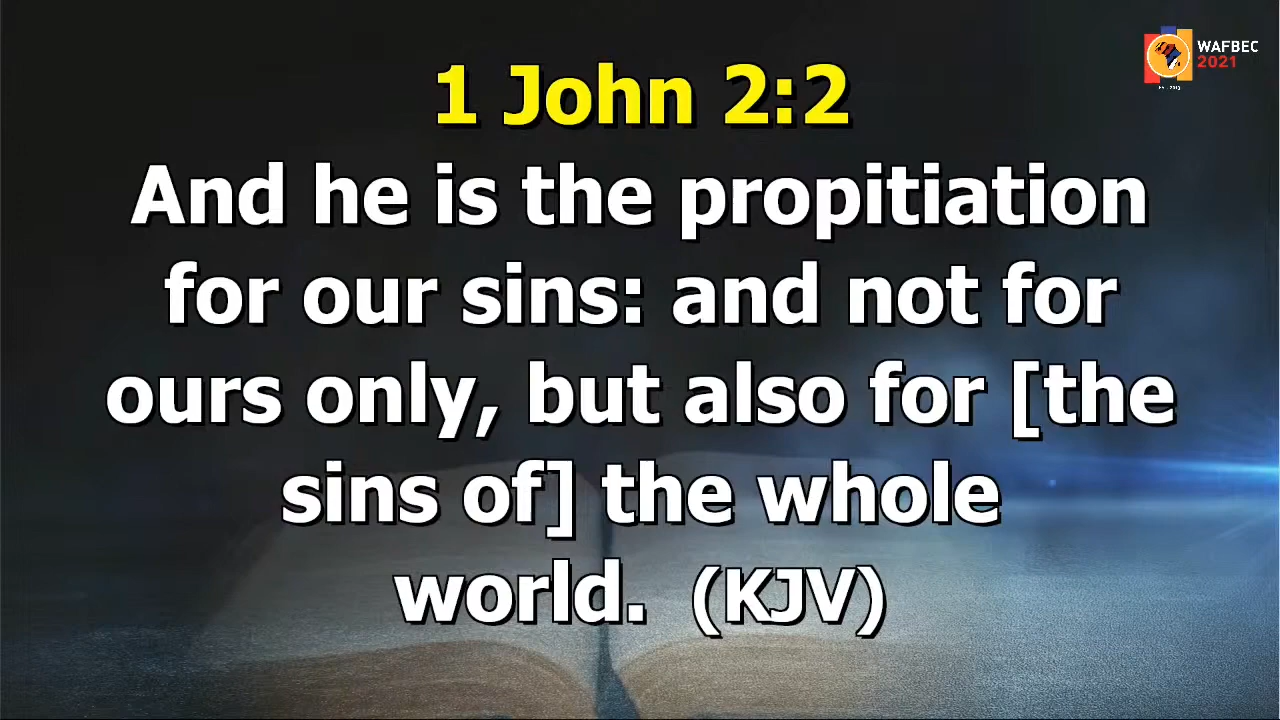 WAFBEC
2021
1 John 2:2
And he is the propitiation
for our sins: and not for
ours only, but also for [the
sins of] the whole
world. (KJV)